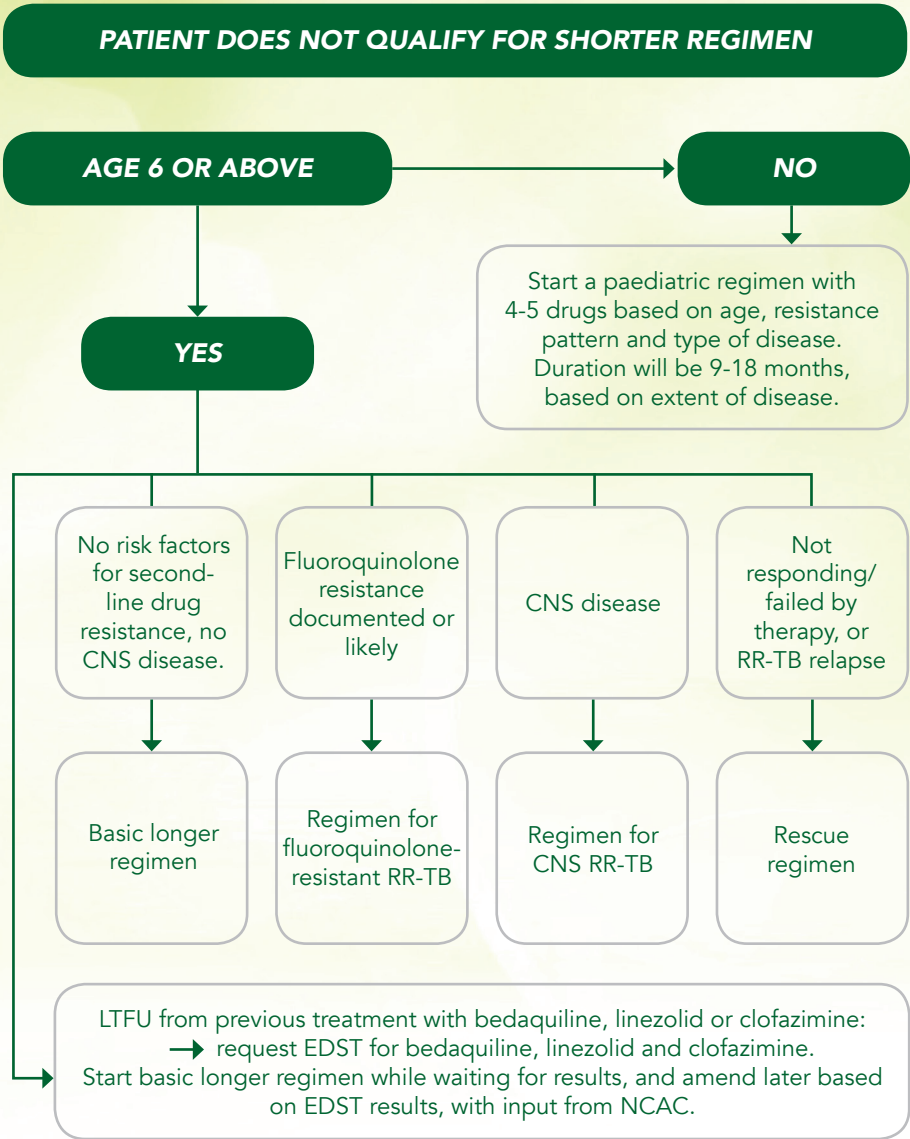 PATIENT DOES NOT QUALIFY FOR SHORTER REGIMEN
AGE 6 OR ABOVE
NO
Start a paediatric regimen with
4-5 drugs based on age, resistance
pattern and type of disease.
Duration will be 9-18 months,
based on extent of disease.
YES
No risk factors
for second-
line drug
resistance, no
CNS disease.
Fluoroquinolone
resistance
documented or
likely
CNS disease
Not
responding/
failed by
therapy, or
RR-TB relapse
Basic longer
regimen
Regimen for
fluoroquinolone-
resistant RR-TB
Regimen for
CNS RR-TB
Rescue
regimen
LTFU from previous treatment with bedaquiline, linezolid or clofazimine:
→ request EDST for bedaquiline, linezolid and clofazimine.
Start basic longer regimen while waiting for results, and amend later based
on EDST results, with input from NCAC.